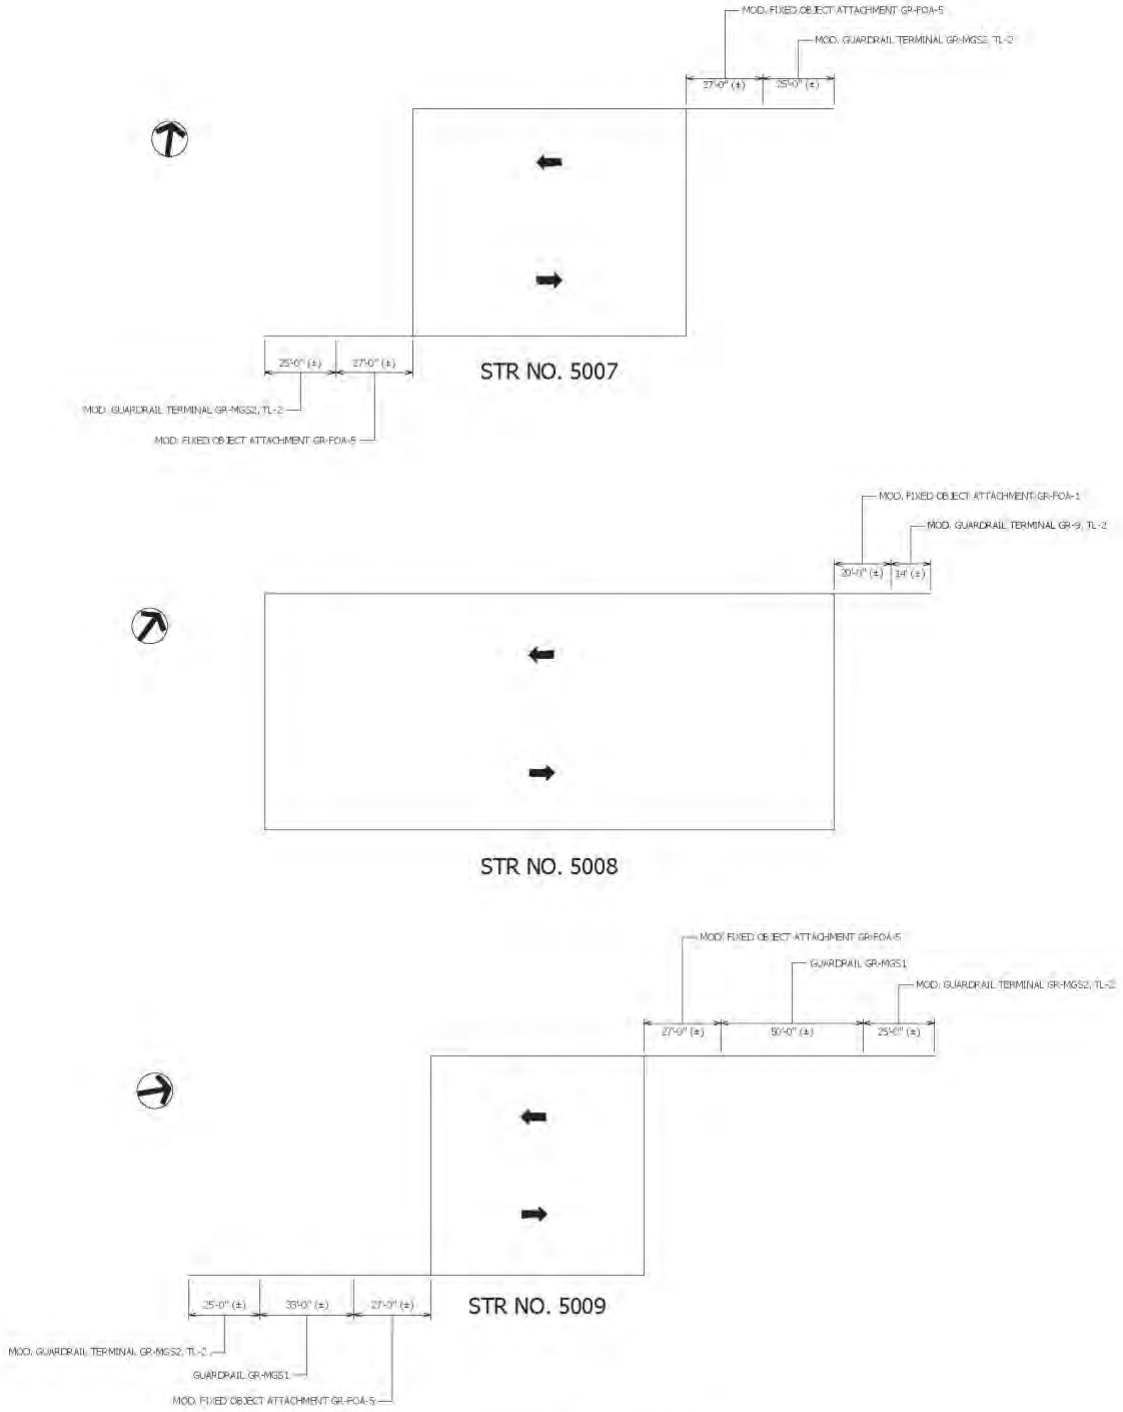 MOD. FIXED OBJECT ATTACHMENT GR-FOA-5
MOD. GUARDRAIL TERMINAL GR-MGS2, TL-2
27'-0" (±) 25'-0" (±)
25'-0" (±) 27'-0" (±)
STR NO. 5007
MOD. GUARDRAIL TERMINAL GR-MGS2, TL-2
MOD. FIXED OBJECT ATTACHMENT GR-FOA-5
MOD. FIXED OBJECT ATTACHMENT GR-FOA-1
MOD. GUARDRAIL TERMINAL GR-9, TL-2
20'-0" (±) 14' (±)
STR NO. 5008
MOD. FIXED OBJECT ATTACHMENT GR-FOA-5
GUARDRAIL GR-MGS1
MOD. GUARDRAIL TERMINAL GR-MGS2, TL-2
27'-0" (±) 50'-0" (±) 25'-0" (±)
25'-0" (±) 33'-0" (±) 27'-0" (±)
STR NO. 5009
MOD. GUARDRAIL TERMINAL GR-MGS2, TL-2
GUARDRAIL GR-MGS1
MOD. FIXED OBJECT ATTACHMENT GR-FOA-5